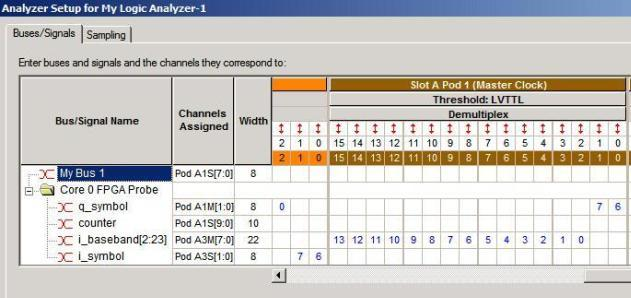 Analyzer Setup for My Logic Analyzer-1
Buses/Signals Sampling
Enter buses and signals and the channels they correspond to:
Slot A Pod 1 (Master Clock)
Threshold: LVTTL
Demultiplex
Bus/Signal Name Channels Assigned Width
2 1 0 15 14 13 12 11 10 9 8 7 6 5 4 3 2 1 0
2 1 0 15 14 13 12 11 10 9 8 7 6 5 4 3 2 1 0
My Bus 1 Pod A1S[7:0] 8
Core 0 FPGA Probe
q_symbol Pod A1M[1:0] 8 0 7 6
counter Pod A1S[9:0] 10
i_baseband[2:23] Pod A3M[7:0] 22 13 12 11 10 9 8 7 6 5 4 3 2 1 0
i_symbol Pod A3S[1:0] 8 7 6